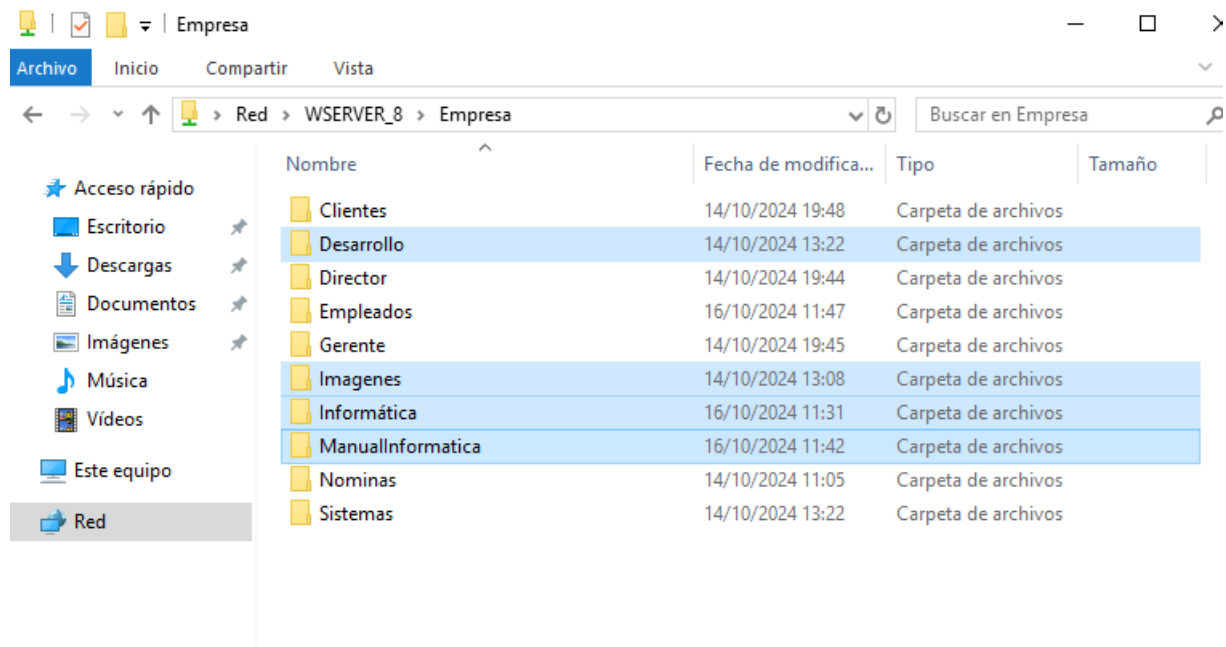 Empresa
Archivo Inicio Compartir Vista
Red > WSERVER_8 > Empresa Buscar en Empresa
Nombre Fecha de modifica... Tipo Tamaño
Acceso rápido
Escritorio
Descargas
Documentos
Imágenes
Música
Vídeos
Este equipo
Red
Clientes 14/10/2024 19:48 Carpeta de archivos
Desarrollo 14/10/2024 13:22 Carpeta de archivos
Director 14/10/2024 19:44 Carpeta de archivos
Empleados 16/10/2024 11:47 Carpeta de archivos
Gerente 14/10/2024 19:45 Carpeta de archivos
Imagenes 14/10/2024 13:08 Carpeta de archivos
Informática 16/10/2024 11:31 Carpeta de archivos
ManualInformatica 16/10/2024 11:42 Carpeta de archivos
Nominas 14/10/2024 11:05 Carpeta de archivos
Sistemas 14/10/2024 13:22 Carpeta de archivos